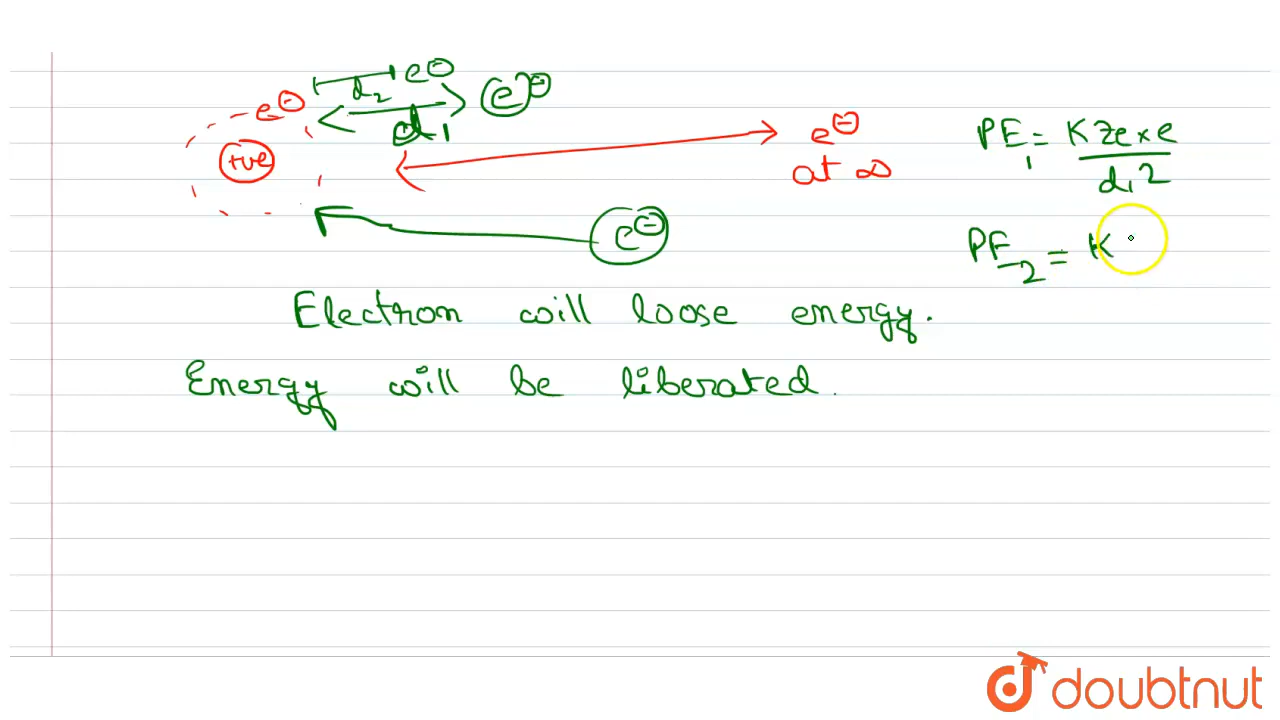 d₂ e⊖
e⊖ d₁ e⊖
+ve
e⊖
at ∞
PE₁ = KZe×e
d₁2
e⊖
PE₂ = K
Electron will loose energy.
Energy will be liberated.
doubtnut